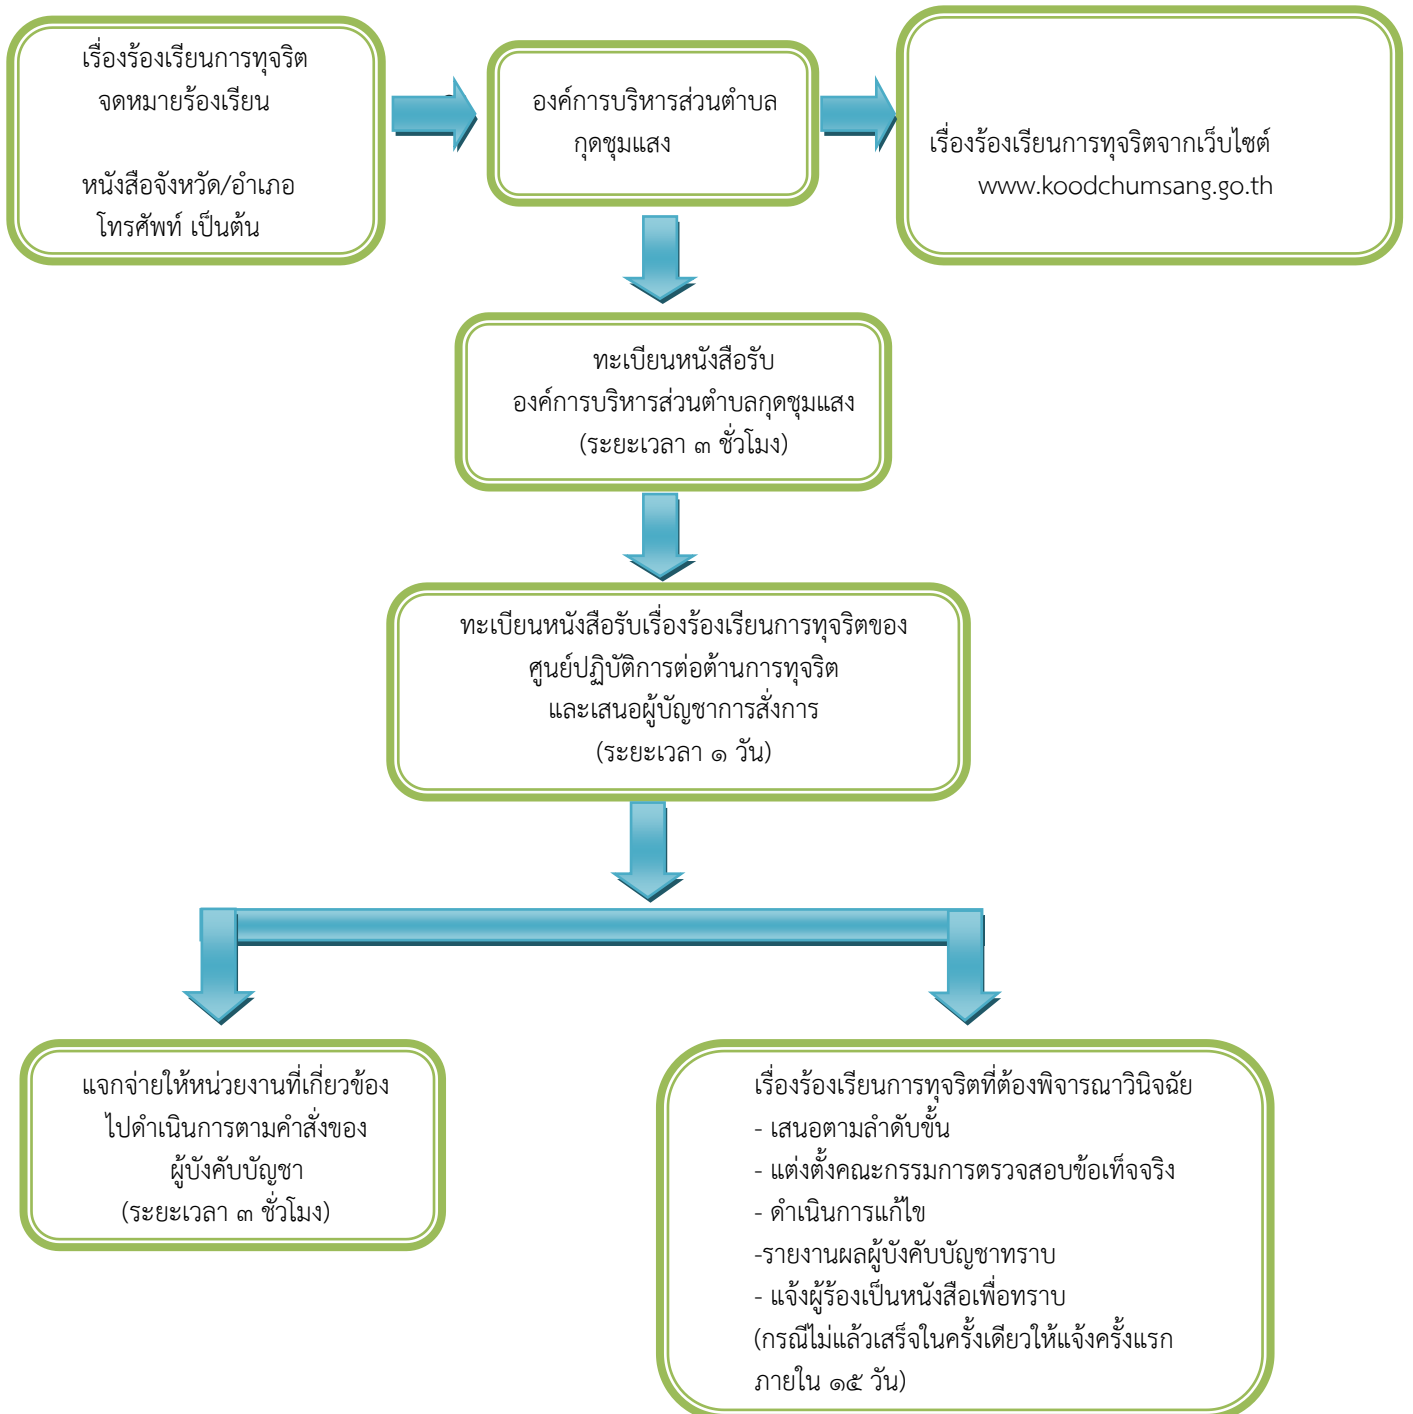 เรื่องร้องเรียนการทุจริต
จดหมายร้องเรียน
หนังสือจังหวัด/อำเภอ
โทรศัพท์ เป็นต้น
องค์การบริหารส่วนตำบล
กุดชุมแสง
เรื่องร้องเรียนการทุจริตจากเว็บไซต์
www.koodchumsang.go.th
ทะเบียนหนังสือรับ
องค์การบริหารส่วนตำบลกุดชุมแสง
(ระยะเวลา ๓ ชั่วโมง)
ทะเบียนหนังสือรับเรื่องร้องเรียนการทุจริตของ
ศูนย์ปฏิบัติการต่อต้านการทุจริต
และเสนอผู้บัญชาการสั่งการ
(ระยะเวลา ๑ วัน)
แจกจ่ายให้หน่วยงานที่เกี่ยวข้อง
ไปดำเนินการตามคำสั่งของ
ผู้บังคับบัญชา
(ระยะเวลา ๓ ชั่วโมง)
เรื่องร้องเรียนการทุจริตที่ต้องพิจารณาวินิจฉัย
- เสนอตามลำดับขั้น
- แต่งตั้งคณะกรรมการตรวจสอบข้อเท็จจริง
- ดำเนินการแก้ไข
-รายงานผลผู้บังคับบัญชาทราบ
- แจ้งผู้ร้องเป็นหนังสือเพื่อทราบ
(กรณีไม่แล้วเสร็จในครั้งเดียวให้แจ้งครั้งแรก
ภายใน ๑๕ วัน)